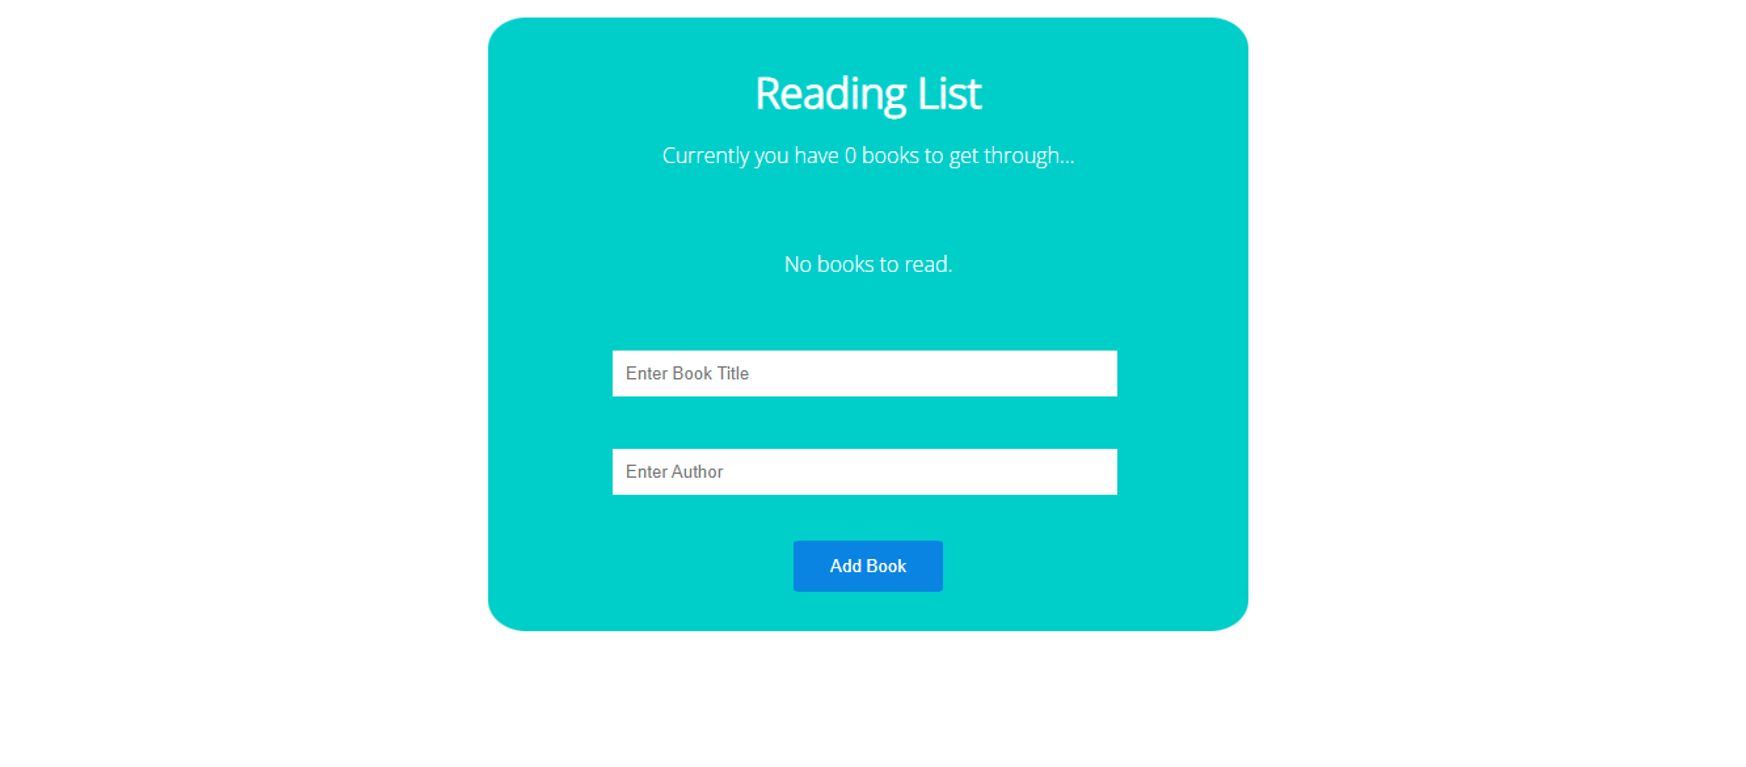 Reading List
Currently you have 0 books to get through...
No books to read.
Enter Book Title
Enter Author
Add Book